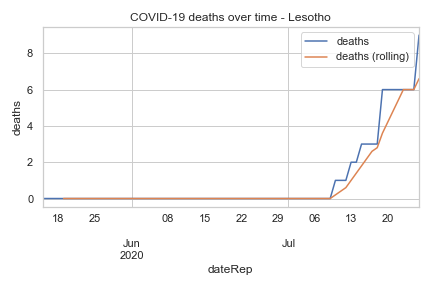 COVID-19 deaths over time - Lesotho
deaths
deaths (rolling)
deaths
8
6
4
2
0
18 25 08 15 22 29 06 13 20
Jun Jul
2020
dateRep